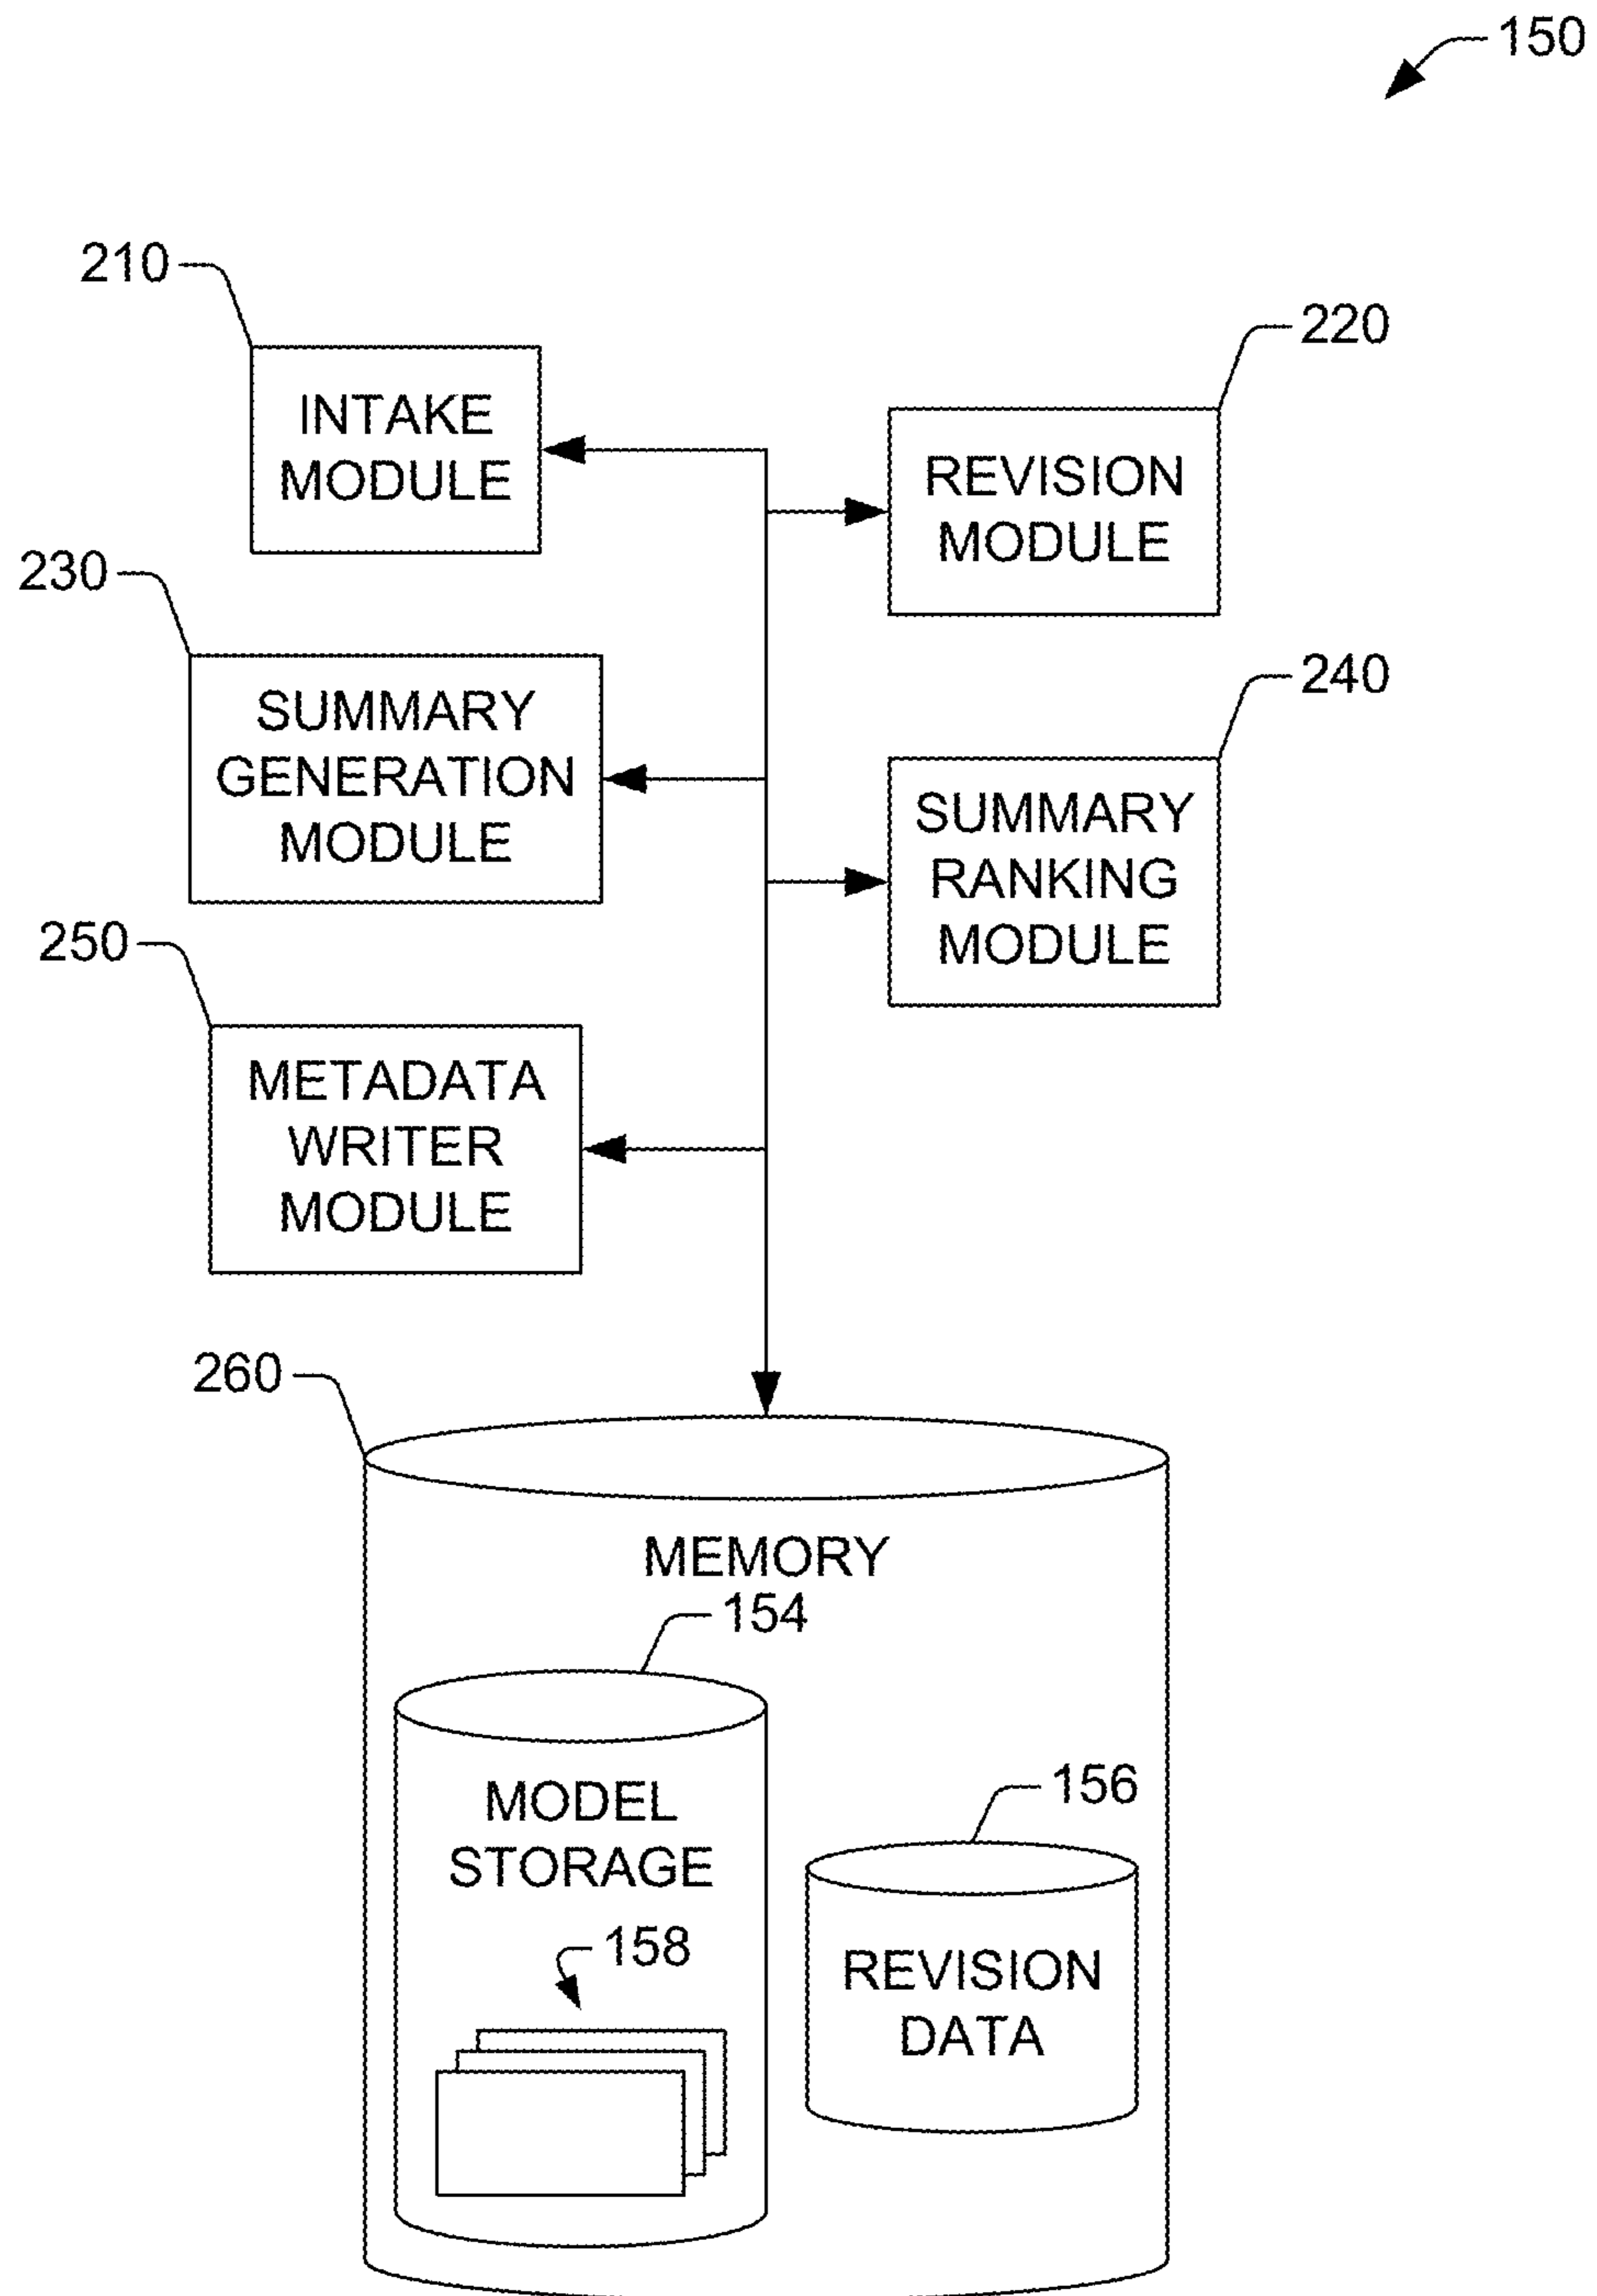 150
210
INTAKE
MODULE
220
REVISION
MODULE
230
SUMMARY
GENERATION
MODULE
240
SUMMARY
RANKING
MODULE
250
METADATA
WRITER
MODULE
260
MEMORY
154
MODEL
STORAGE
156
REVISION
DATA
158